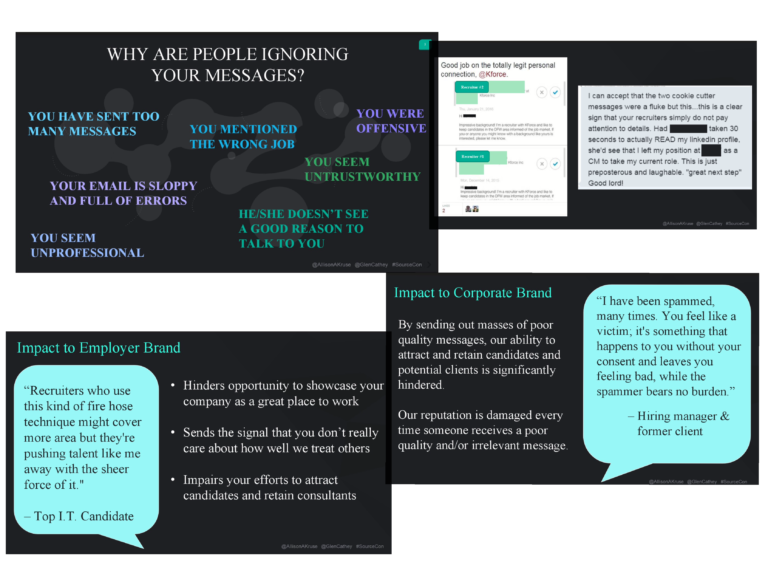 WHY ARE PEOPLE IGNORING
YOUR MESSAGES?
YOU HAVE SENT TOO
MANY MESSAGES
YOU MENTIONED
THE WRONG JOB
YOU WERE
OFFENSIVE
YOU SEEM
UNTRUSTWORTHY
YOUR EMAIL IS SLOPPY
AND FULL OF ERRORS
HE/SHE DOESN'T SEE
A GOOD REASON TO
TALK TO YOU
YOU SEEM
UNPROFESSIONAL
@AllisonAKruse @GlenCathey #SourceCon
Good job on the totally legit personal
connection, @Kforce.
I can accept that the two cookie cutter
messages were a fluke but this...this is a clear
sign that your recruiters simply do not pay
attention to details. Had taken 30
seconds to actually READ my linkedin profile,
she'd see that I left my position at as a
CM to take my current role. This is just
preposterous and laughable. "great next step"
Good lord!
@AllisonAKruse @GlenCathey #SourceCon
Impact to Corporate Brand
By sending out masses of poor
quality messages, our ability to
attract and retain candidates and
potential clients is significantly
hindered.
Our reputation is damaged every
time someone receives a poor
quality and/or irrelevant message.
“I have been spammed,
many times. You feel like a
victim; it's something that
happens to you without your
consent and leaves you
feeling bad, while the
spammer bears no burden.”
– Hiring manager &
former client
@AllisonAKruse @GlenCathey #SourceCon
Impact to Employer Brand
“Recruiters who use
this kind of fire hose
technique might cover
more area but they're
pushing talent like me
away with the sheer
force of it."
– Top I.T. Candidate
• Hinders opportunity to showcase your
company as a great place to work
• Sends the signal that you don’t really
care about how well we treat others
• Impairs your efforts to attract
candidates and retain consultants
@AllisonAKruse @GlenCathey #SourceCon